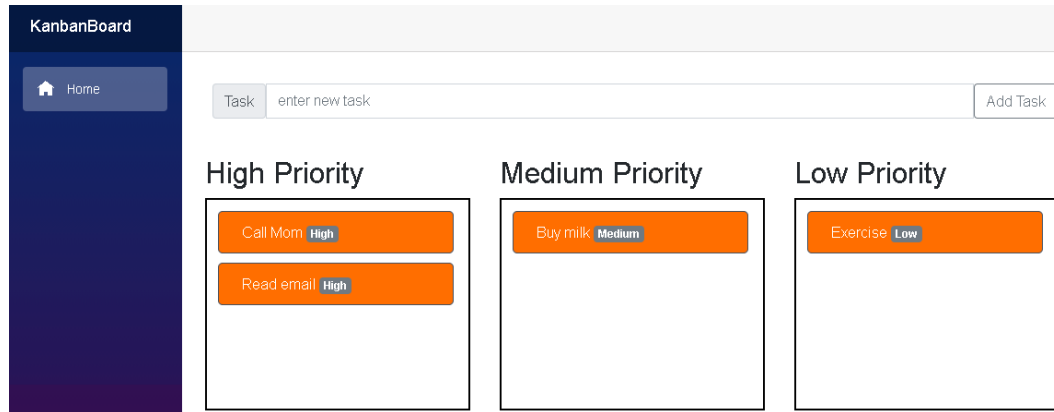 KanbanBoard
Home
Task enter new task Add Task
High Priority Medium Priority Low Priority
Call Mom High Buy milk Medium Exercise Low
Read email High